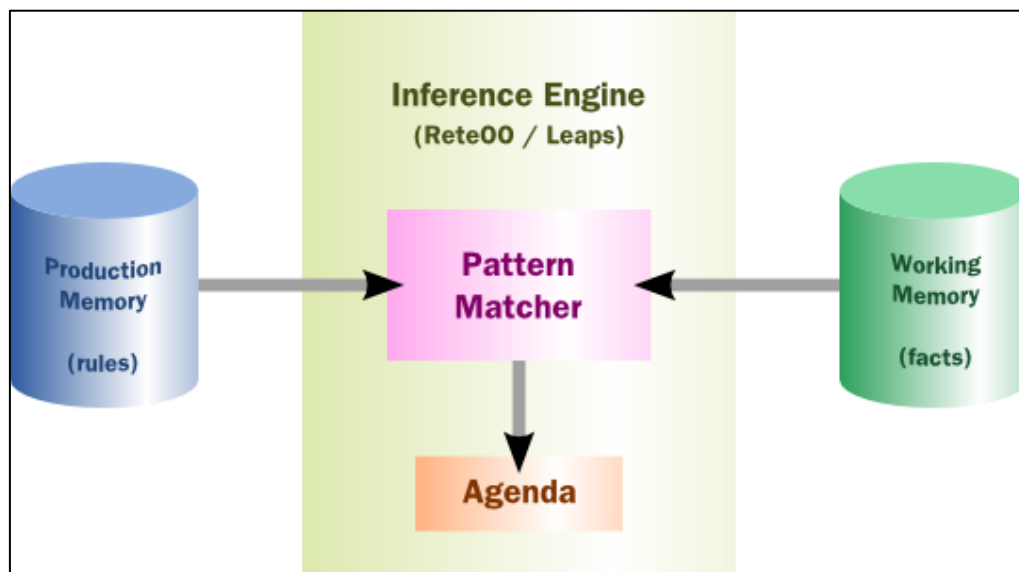 Inference Engine
(ReteOO / Leaps)
Production
Memory
(rules)
Pattern
Matcher
Working
Memory
(facts)
Agenda